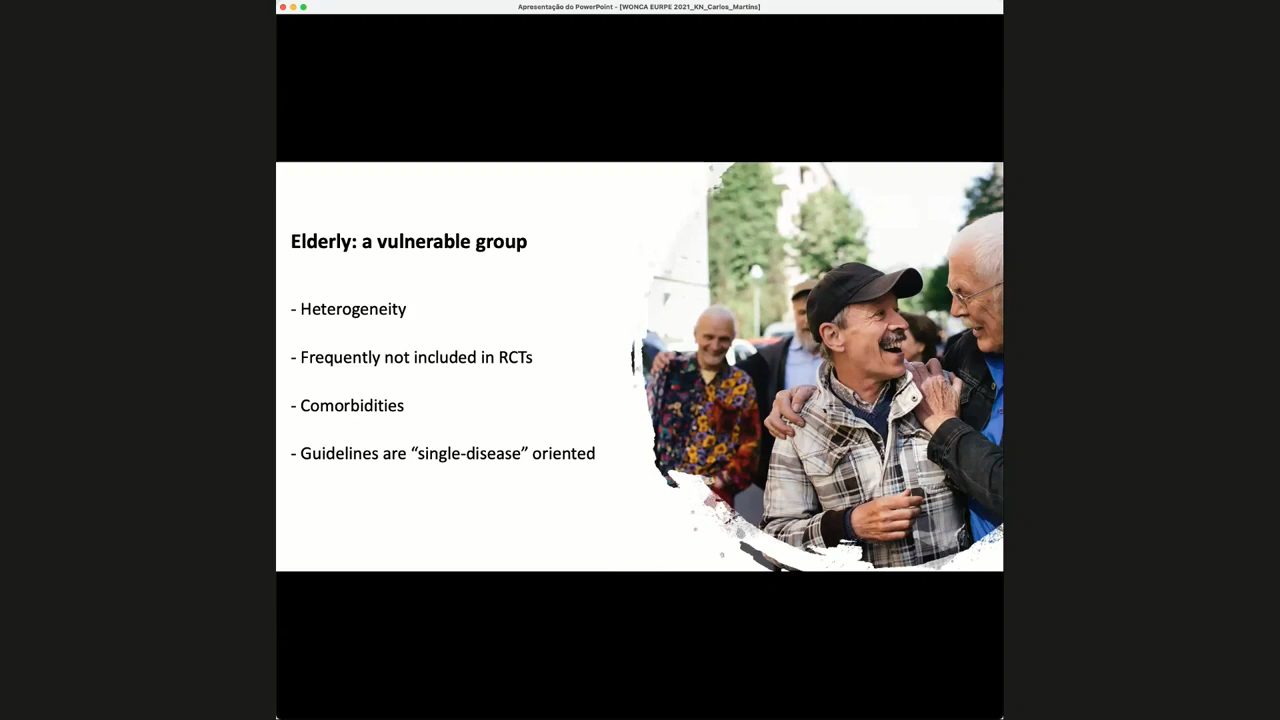 Apresentação do PowerPoint - [WONCA EURPE 2021_KN_Carlos_Martins]
Elderly: a vulnerable group
- Heterogeneity
- Frequently not included in RCTs
- Comorbidities
- Guidelines are “single-disease” oriented